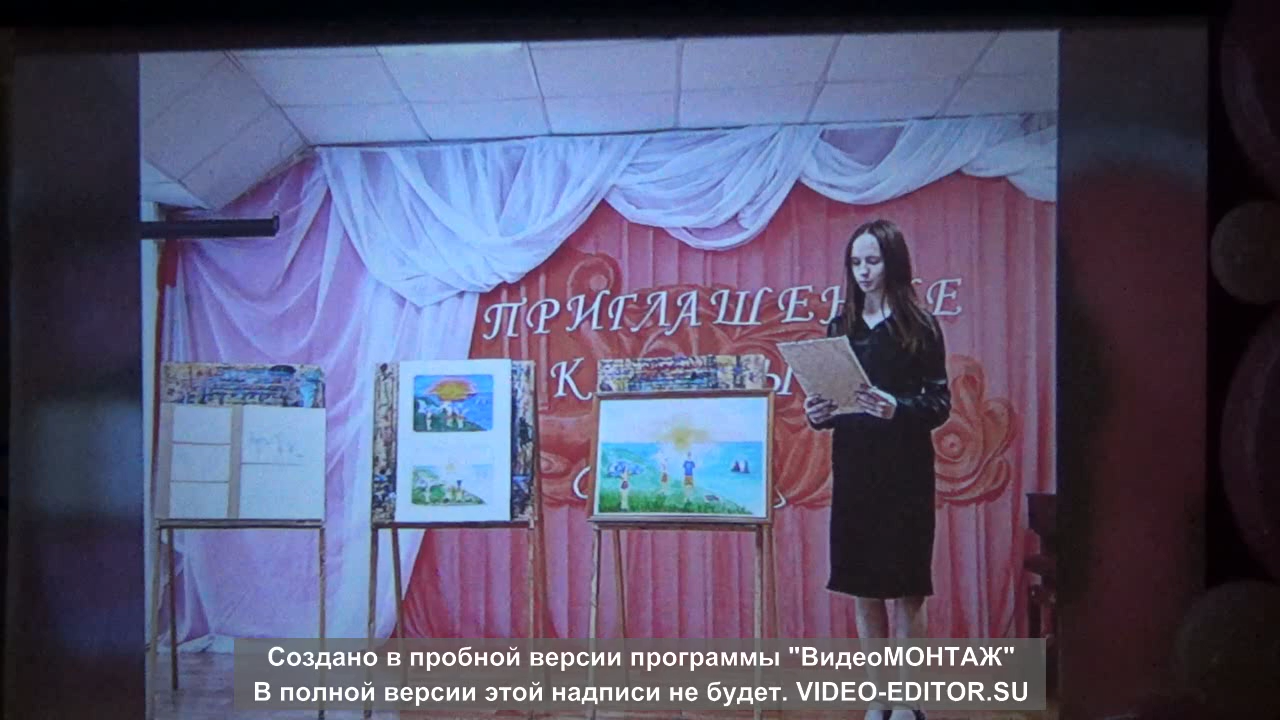 ПРИГЛАШЕНИЕ
К
Создано в пробной версии программы "ВидеоМОНТАЖ"
В полной версии этой надписи не будет. VIDEO-EDITOR.SU